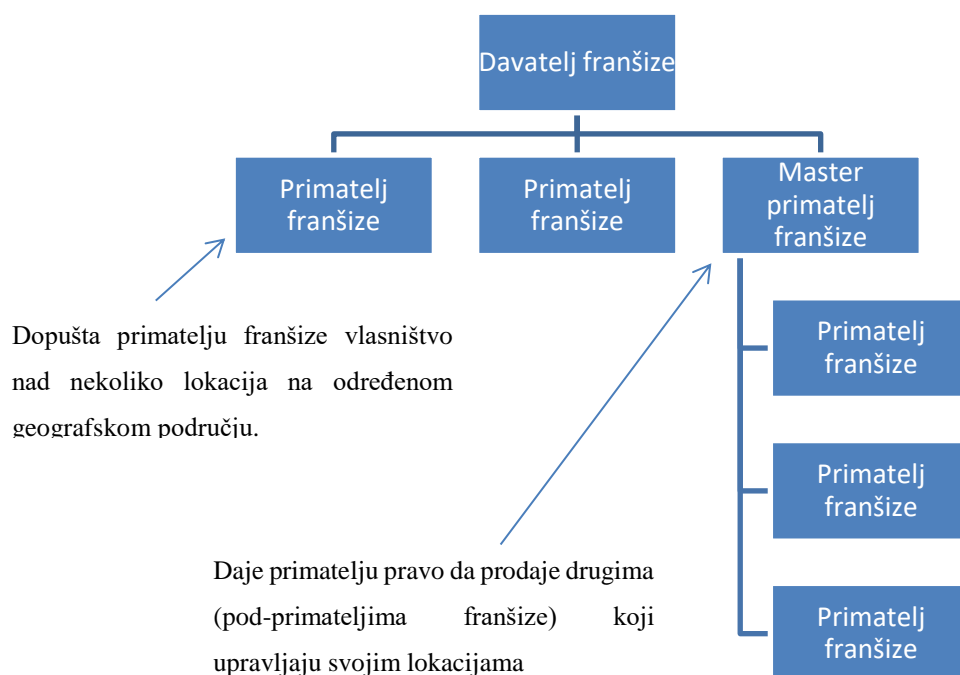 Davatelj franšize
Primatelj
franšize
Primatelj
franšize
Master
primatelj
franšize
Dopušta primatelju franšize vlasništvo
nad nekoliko lokacija na određenom
geografskom području.
Primatelj
franšize
Primatelj
franšize
Primatelj
franšize
Daje primatelju pravo da prodaje drugima
(pod-primateljima franšize) koji
upravljaju svojim lokacijama